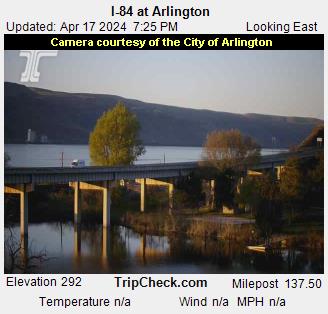 I-84 at Arlington
Updated: Apr 17 2024 7:25 PM Looking East
Camera courtesy of the City of Arlington
Elevation 292 TripCheck.com Milepost 137.50
Temperature n/a Wind n/a MPH n/a